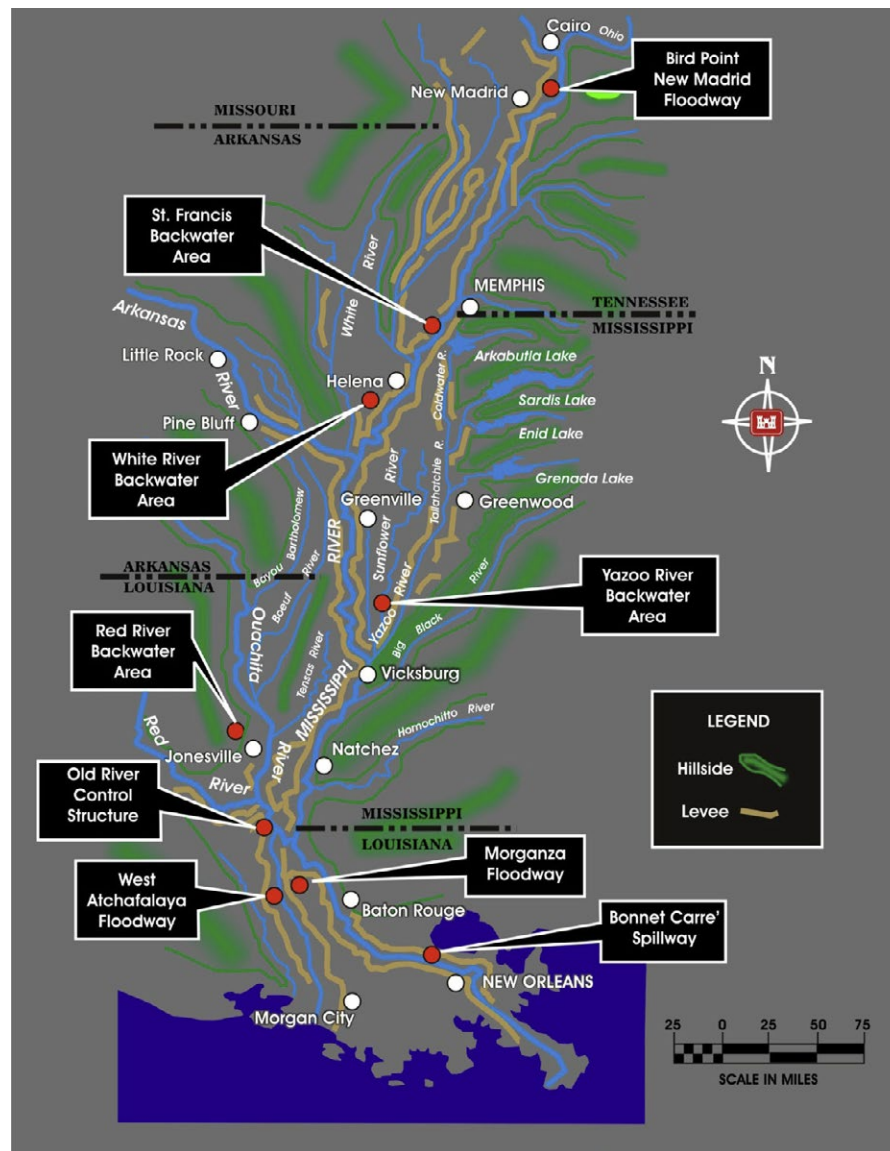 Cairo
Ohio
Bird Point
New Madrid
Floodway
New Madrid
MISSOURI
ARKANSAS
St. Francis
Backwater
Area
White River
MEMPHIS
TENNESSEE
MISSISSIPPI
Arkansas River
Little Rock
Arkabutla Lake
Coldwater R.
Helena
Sardis Lake
Pine Bluff
Enid Lake
N
White River
Backwater
Area
Grenada Lake
Tallahatchie R.
Greenville
Greenwood
Sunflower River
Bayou Bartholomew
Boeuf River
ARKANSAS
LOUISIANA
Yazoo River
Backwater
Area
Yazoo River
Big Black River
Ouachita
Red River
Backwater
Area
Tensas River
Vicksburg
MISSISSIPPI RIVER
River
Homochitto River
LEGEND
Hillside
Levee
Red River
Jonesville
Natchez
Old River
Control
Structure
MISSISSIPPI
LOUISIANA
Morganza
Floodway
West
Atchafalaya
Floodway
Baton Rouge
Bonnet Carre'
Spillway
NEW ORLEANS
Morgan City
25 0 25 50 75
SCALE IN MILES